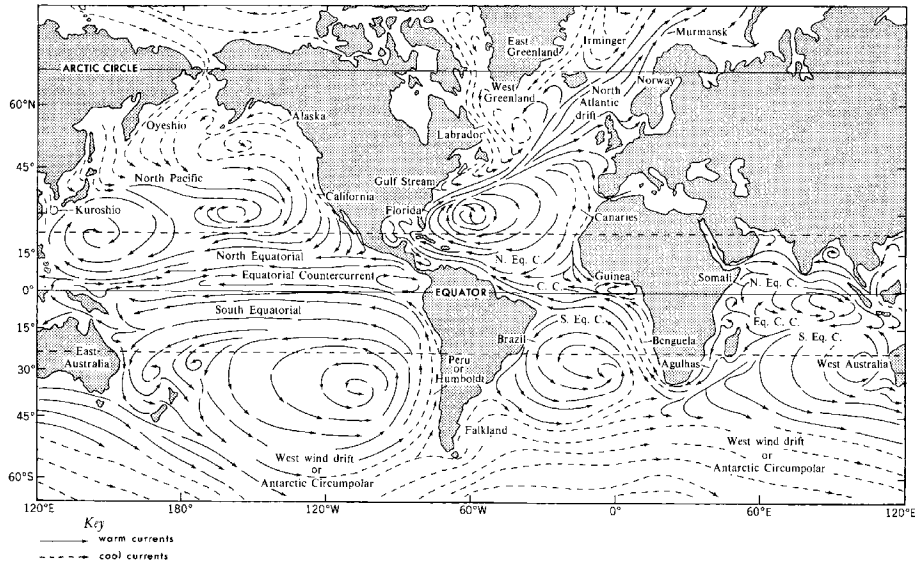 East
Greenland
Irminger
Murmansk
ARCTIC CIRCLE
West
Greenland
North
Atlantic
drift
Norway
60°N
Alaska
Oyeshio
Labrador
45°
North Pacific
Gulf Stream
California
Kuroshio
Florida
Canaries
15°
North Equatorial
N. Eq. C.
Equatorial Countercurrent
Guinea
Somali
N. Eq. C.
0°
EQUATOR
C. C.
South Equatorial
S. Eq. C.
Eq. C. C.
15°
Brazil
Benguela
S. Eq. C.
East
Australia
30°
Peru
or
Humboldt
Agulhas
West Australia
45°
Falkland
West wind drift
or
Antarctic Circumpolar
West wind drift
or
Antarctic Circumpolar
60°S
120°E
180°
120°W
60°W
0°
60°E
120°E
Key
warm currents
cool currents